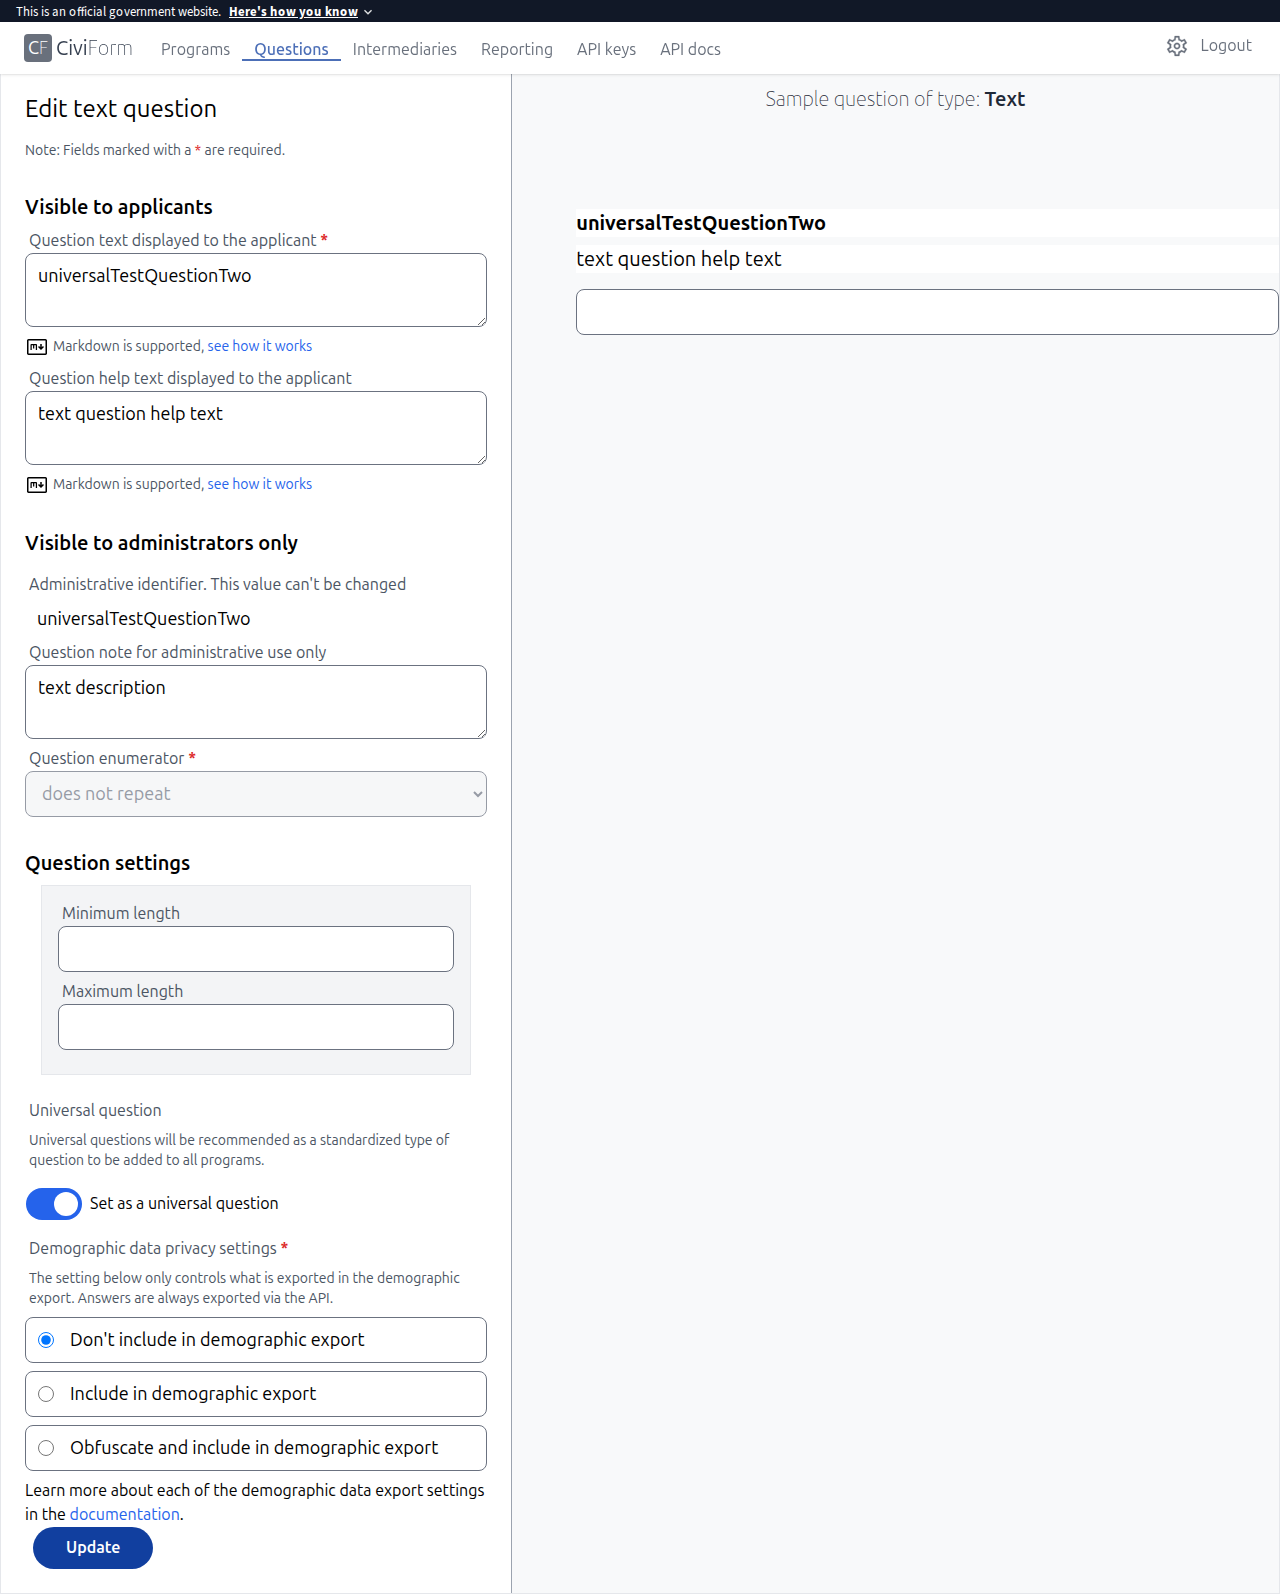 This is an official government website. Here's how you know
CF CiviForm Programs Questions Intermediaries Reporting API keys API docs Logout
Edit text question
Note: Fields marked with a * are required.
Visible to applicants
Question text displayed to the applicant *
universalTestQuestionTwo
Markdown is supported, see how it works
Question help text displayed to the applicant
text question help text
Markdown is supported, see how it works
Visible to administrators only
Administrative identifier. This value can't be changed
universalTestQuestionTwo
Question note for administrative use only
text description
Question enumerator *
does not repeat
Question settings
Minimum length
Maximum length
Universal question
Universal questions will be recommended as a standardized type of
question to be added to all programs.
Set as a universal question
Demographic data privacy settings *
The setting below only controls what is exported in the demographic
export. Answers are always exported via the API.
Don't include in demographic export
Include in demographic export
Obfuscate and include in demographic export
Learn more about each of the demographic data export settings
in the documentation.
Update
Sample question of type: Text
universalTestQuestionTwo
text question help text